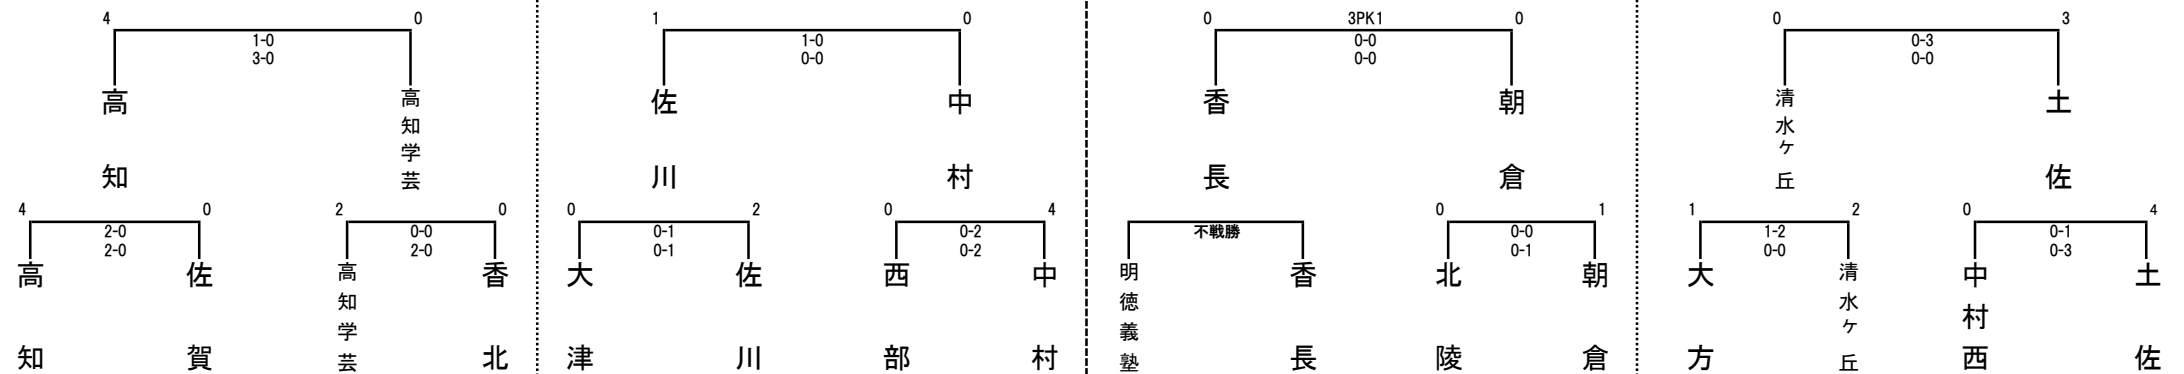 4 0
1-0
3-0
高知
高知学芸
1 0
1-0
0-0
佐川
中村
0 3PK1 0
0-0
0-0
香長
朝倉
0 3
0-3
0-0
清水ヶ丘
土佐
4 0
2-0
2-0
高知
佐賀
2 0
0-0
2-0
高知学芸
香北
0 2
0-1
0-1
大津
佐川
0 4
0-2
0-2
西部
中村
不戦勝
明徳義塾
香長
0 1
0-0
0-1
北陵
朝倉
1 2
1-2
0-0
大方
清水ヶ丘
0 4
0-1
0-3
中村西
土佐